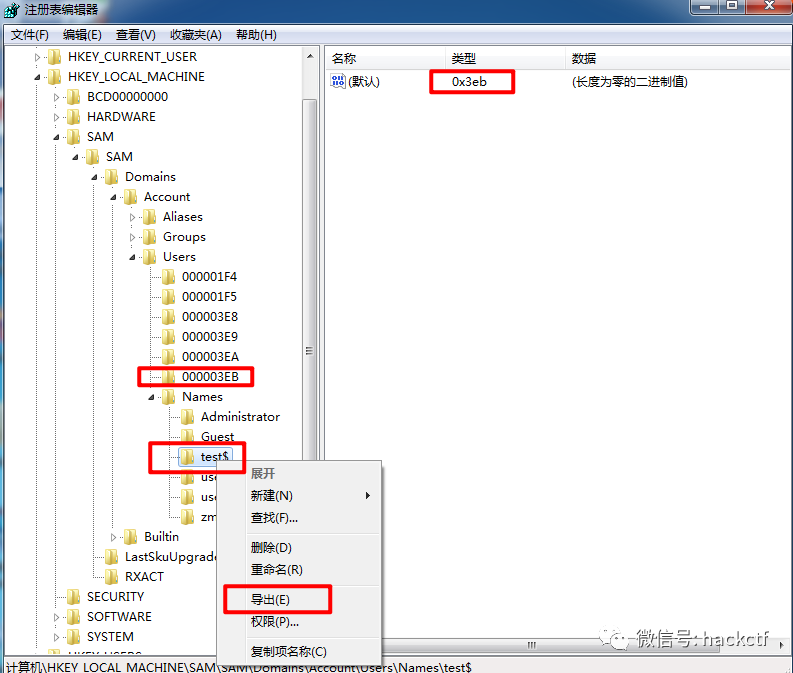 注册表编辑器
文件(F) 编辑(E) 查看(V) 收藏夹(A) 帮助(H)
HKEY_CURRENT_USER
HKEY_LOCAL_MACHINE
BCD00000000
HARDWARE
SAM
SAM
Domains
Account
Aliases
Groups
Users
000001F4
000001F5
000003E8
000003E9
000003EA
000003EB
Names
Administrator
Guest
test$
Builtin
LastSkuUpgrade
RXACT
SECURITY
SOFTWARE
SYSTEM
名称 类型 数据
(默认) 0x3eb (长度为零的二进制值)
展开
新建(N)
查找(F)...
删除(D)
重命名(R)
导出(E)
权限(P)...
复制项名称(C)
微信号: hackctf
计算机\HKEY_LOCAL_MACHINE\SAM\SAM\Domains\Account\Users\Names\test$